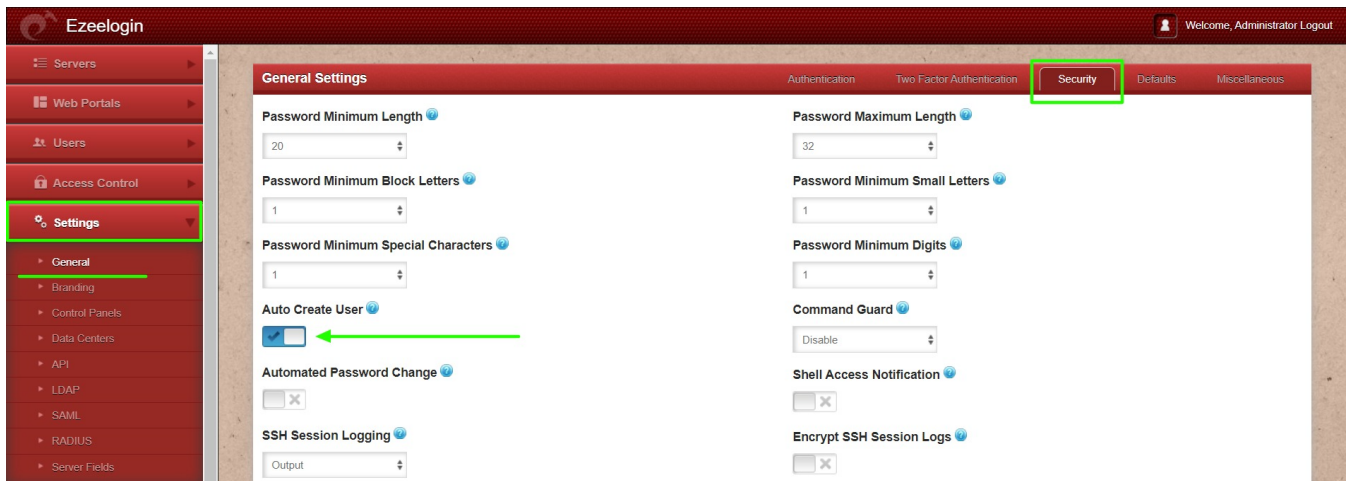 Ezeelogin
Welcome, Administrator Logout
Servers
Web Portals
Users
Access Control
Settings
General
Branding
Control Panels
Data Centers
API
LDAP
SAML
RADIUS
Server Fields
General Settings
Authentication
Two Factor Authentication
Security
Defaults
Miscellaneous
Password Minimum Length
20
Password Maximum Length
32
Password Minimum Block Letters
1
Password Minimum Small Letters
1
Password Minimum Special Characters
1
Password Minimum Digits
1
Auto Create User
Command Guard
Disable
Automated Password Change
Shell Access Notification
SSH Session Logging
Output
Encrypt SSH Session Logs